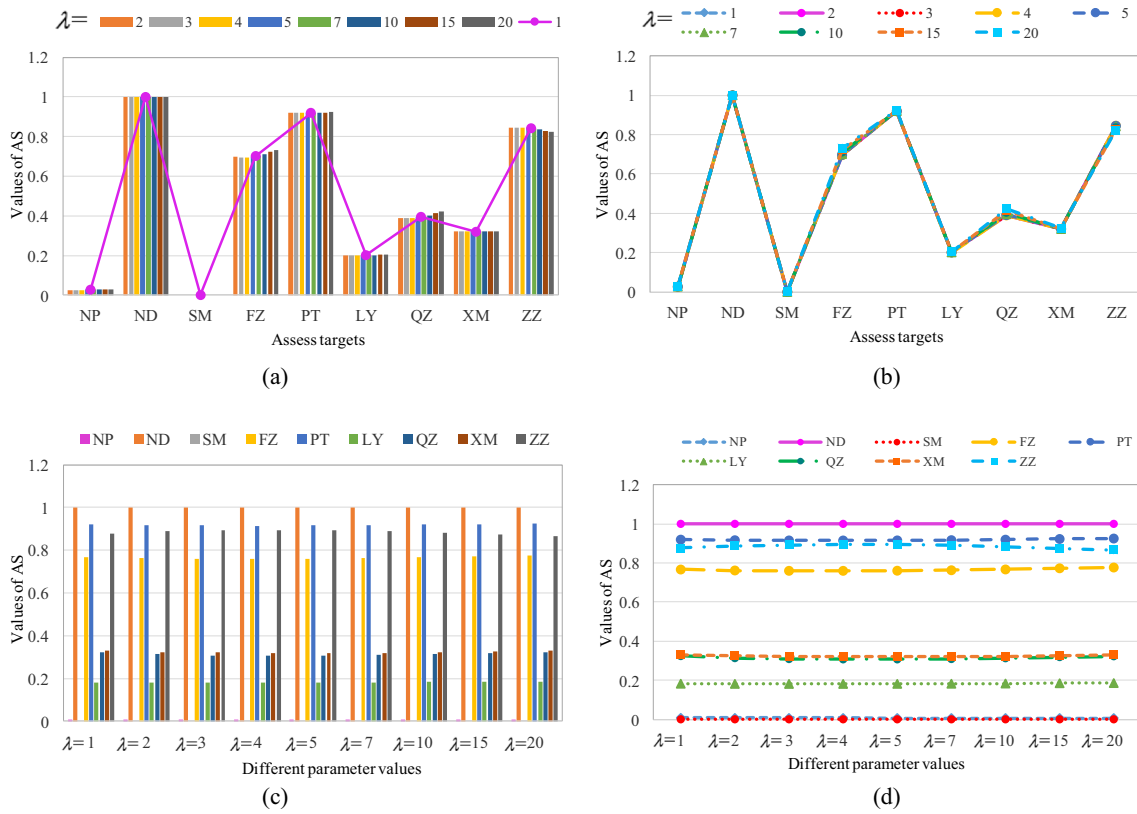 λ= 2 3 4 5 7 10 15 20 1
1.2
1
0.8
0.6
0.4
0.2
0
Values of AS
NP ND SM FZ PT LY QZ XM ZZ
Assess targets
(a)
λ= 1 2 3 4 5
7 10 15 20
1.2
1
0.8
0.6
0.4
0.2
0
Values of AS
NP ND SM FZ PT LY QZ XM ZZ
Assess targets
(b)
NP ND SM FZ PT LY QZ XM ZZ
1.2
1
0.8
0.6
0.4
0.2
0
Values of AS
λ=1 λ=2 λ=3 λ=4 λ=5 λ=7 λ=10 λ=15 λ=20
Different parameter values
(c)
NP ND SM FZ PT
LY QZ XM ZZ
1.2
1
0.8
0.6
0.4
0.2
0
Values of AS
λ=1 λ=2 λ=3 λ=4 λ=5 λ=7 λ=10 λ=15 λ=20
Different parameter values
(d)